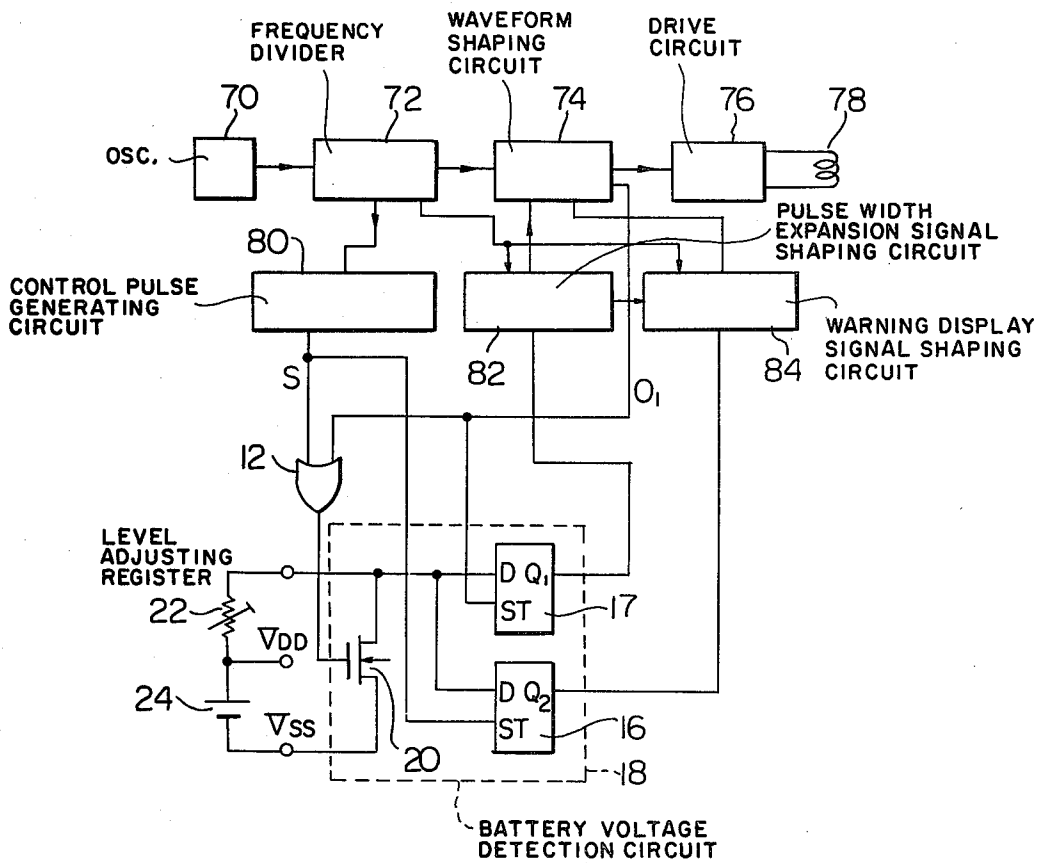 FREQUENCY
DIVIDER
WAVEFORM
SHAPING
CIRCUIT
DRIVE
CIRCUIT
70
72
74
76
78
OSC.
PULSE WIDTH
EXPANSION SIGNAL
SHAPING CIRCUIT
80
CONTROL PULSE
GENERATING
CIRCUIT
82
84
WARNING DISPLAY
SIGNAL SHAPING
CIRCUIT
S
O1
12
LEVEL
ADJUSTING
REGISTER
22
VDD
24
VSS
20
D Q1
ST
17
D Q2
ST
16
18
BATTERY VOLTAGE
DETECTION CIRCUIT